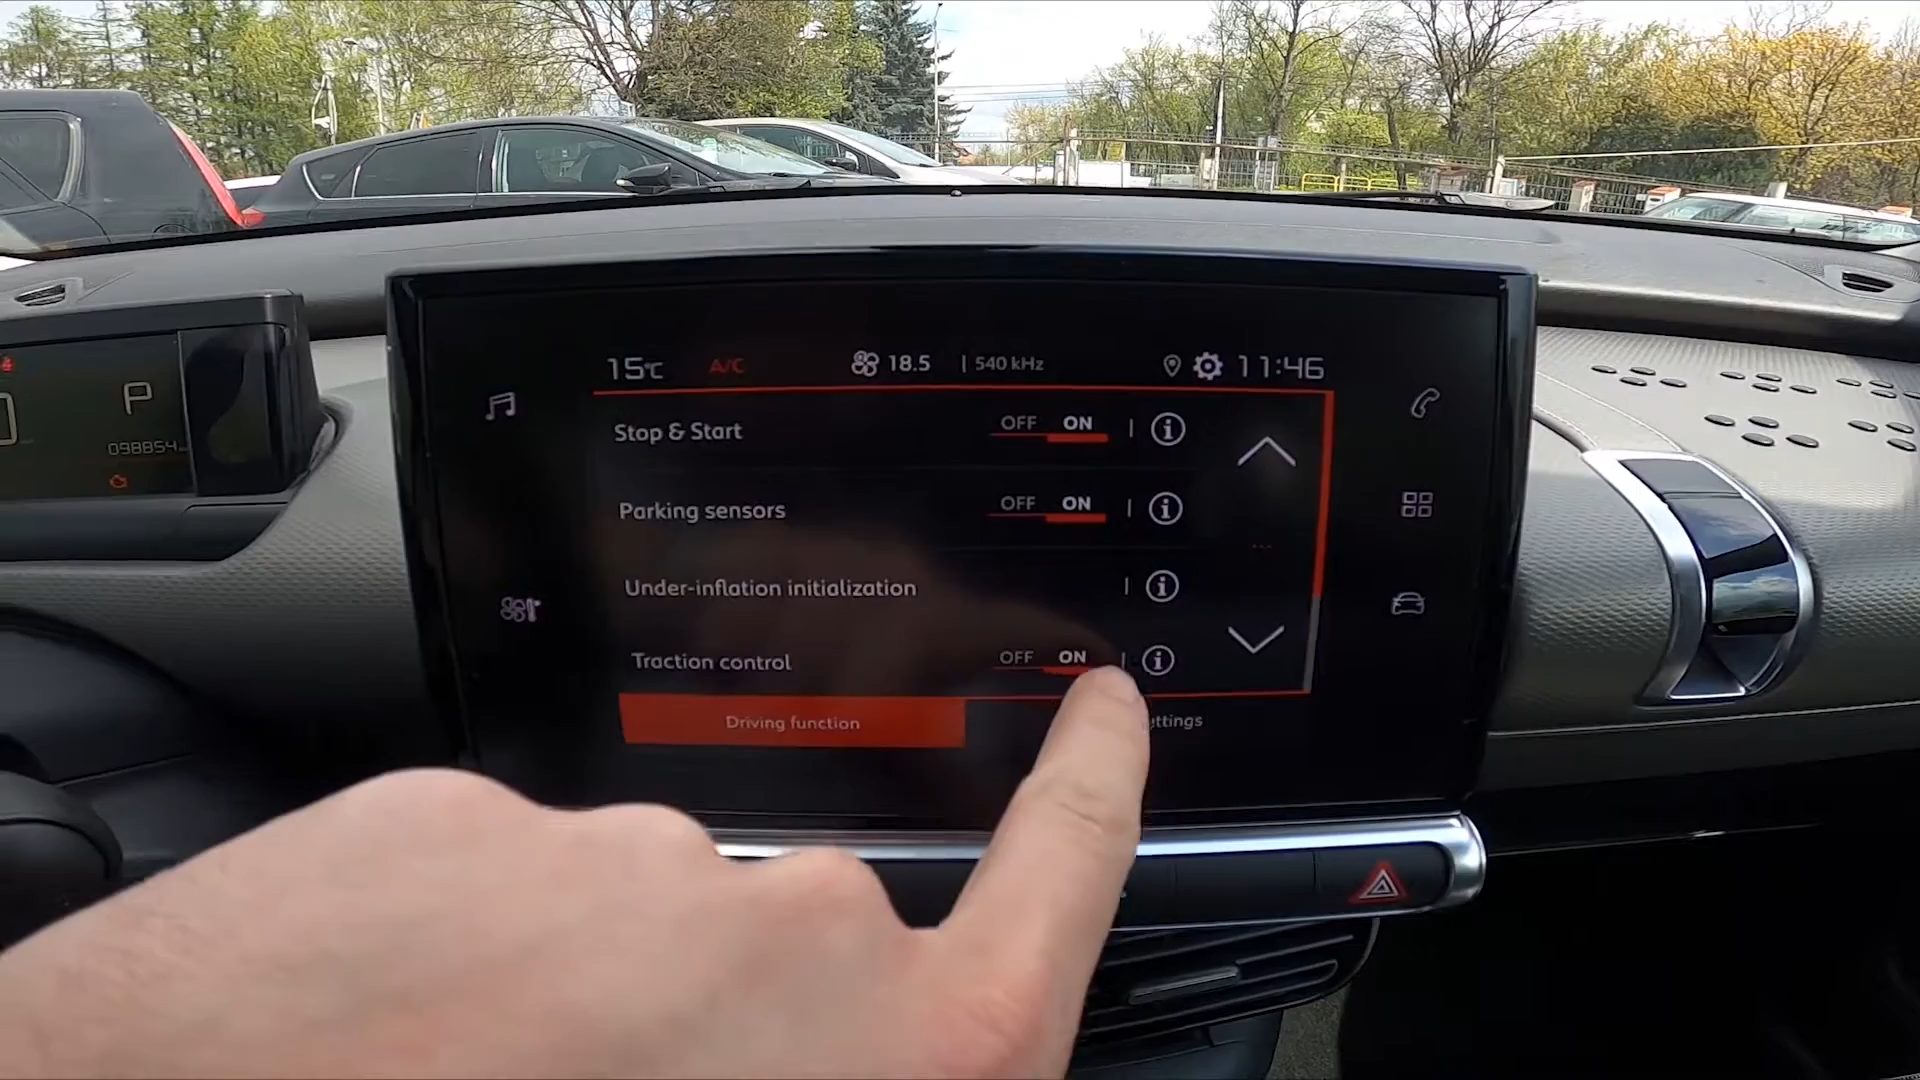 15°C A/C 18.5 | 540 kHz 11:46
Stop & Start OFF ON
Parking sensors OFF ON
Under-inflation initialization
Traction control OFF ON
Driving function
P
098854